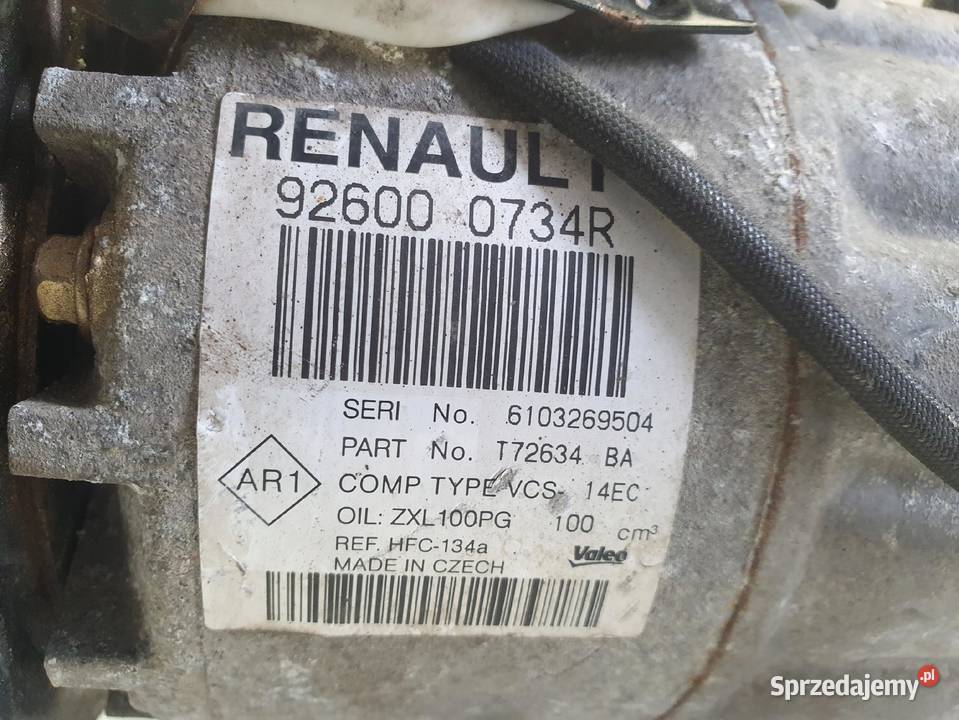 RENAULT
92600 0734R
SERI No. 6103269504
PART No. T72634 BA
AR1
COMP TYPE VCS- 14EC
OIL: ZXL100PG 100 cm³
REF. HFC-134a
Valeo
MADE IN CZECH
Sprzedajemy.pl